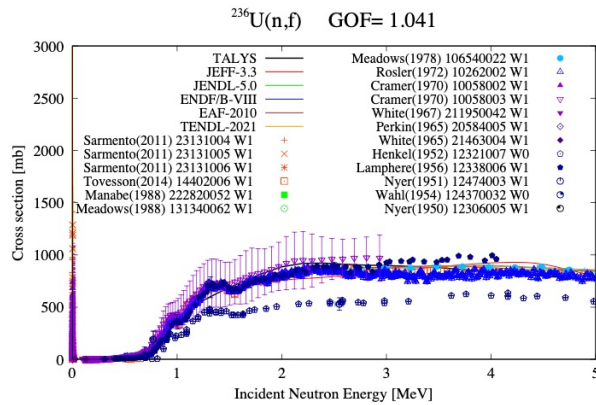 ²³⁶U(n,f) GOF= 1.041
3000
2500
2000
1500
1000
500
0
Cross section [mb]
TALYS
JEFF-3.3
JENDL-5.0
ENDF/B-VIII
EAF-2010
TENDL-2021
Sarmento(2011) 23131004 W1
Sarmento(2011) 23131005 W1
Sarmento(2011) 23131006 W1
Tovesson(2014) 14402006 W1
Manabe(1988) 222820052 W1
Meadows(1988) 131340062 W1
Meadows(1978) 106540022 W1
Rosler(1972) 10262002 W1
Cramer(1970) 10058002 W1
Cramer(1970) 10058003 W1
White(1967) 211950042 W1
Perkin(1965) 20584005 W1
White(1965) 21463004 W1
Henkel(1952) 12321007 W0
Lamphere(1956) 12338006 W1
Nyer(1951) 12474003 W1
Wahl(1954) 124370032 W0
Nyer(1950) 12306005 W1
0 1 2 3 4 5
Incident Neutron Energy [MeV]